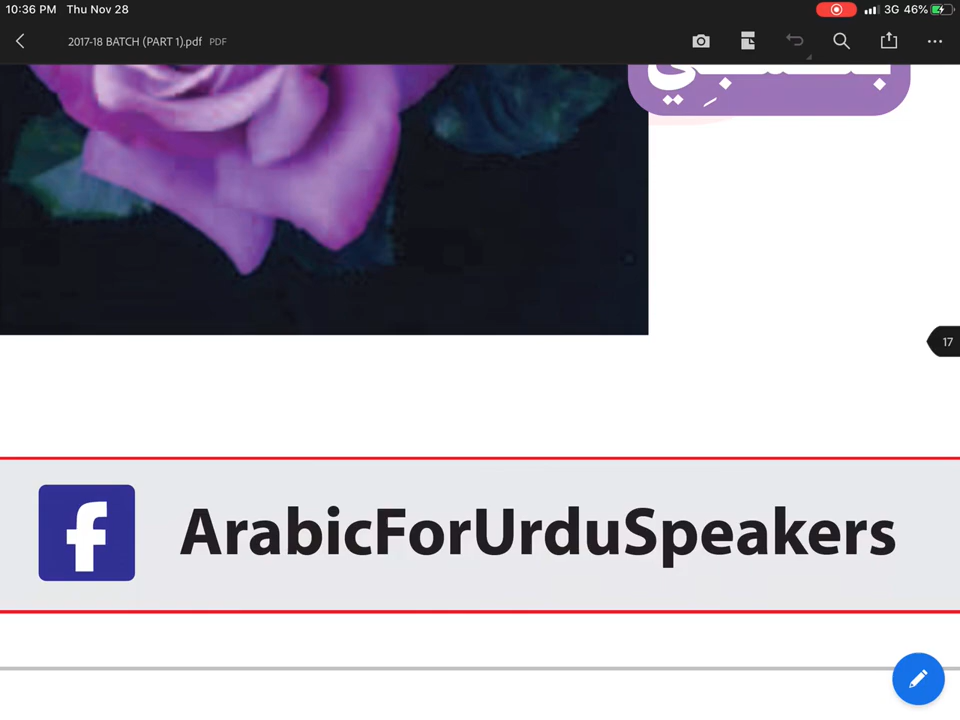 10:36 PM Thu Nov 28
3G 46%
2017-18 BATCH (PART 1).pdf PDF
17
ArabicForUrduSpeakers